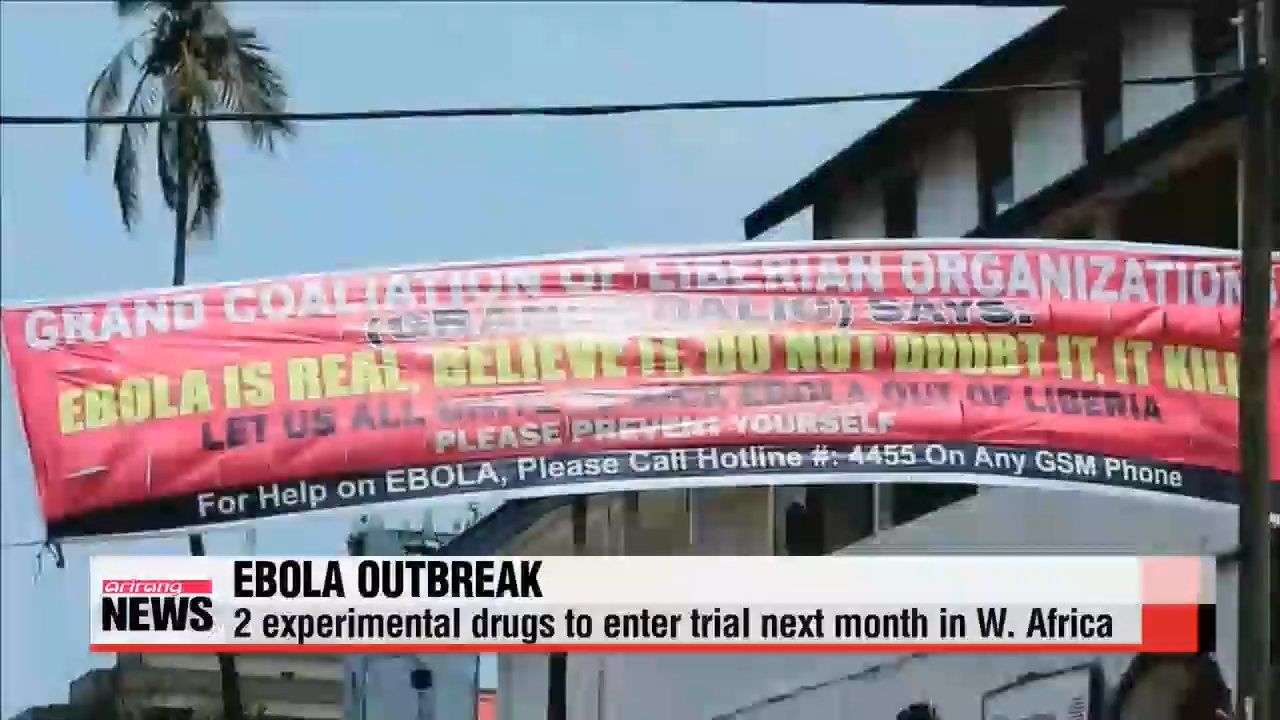 GRAND COALIATION OF LIBERIAN ORGANIZATION
SAYS:
EBOLA IS REAL. BELIEVE IT. DO NOT DOUBT IT, IT KILL
LET US ALL EBOLA OUT OF LIBERIA
PLEASE PREVENT YOURSELF
For Help on EBOLA, Please Call Hotline #: 4455 On Any GSM Phone
arirang
NEWS
EBOLA OUTBREAK
2 experimental drugs to enter trial next month in W. Africa